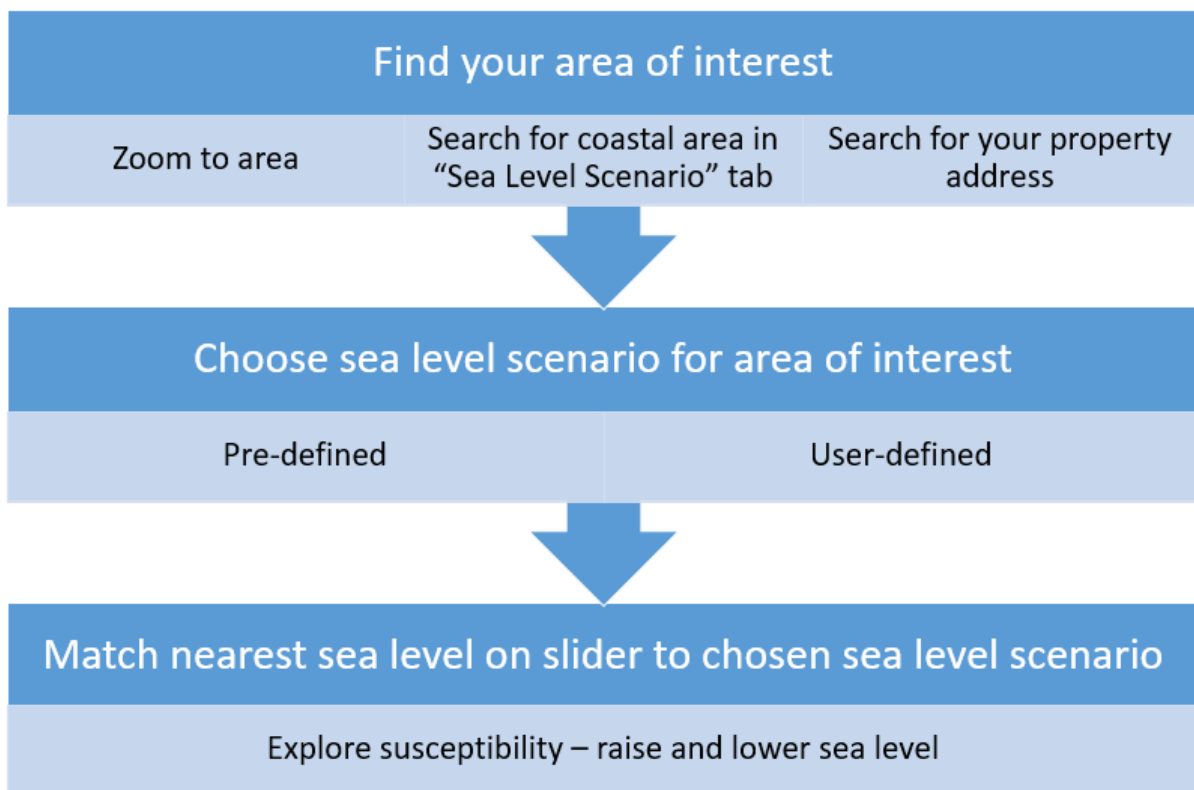 Find your area of interest
Zoom to area
Search for coastal area in
“Sea Level Scenario” tab
Search for your property
address
Choose sea level scenario for area of interest
Pre-defined
User-defined
Match nearest sea level on slider to chosen sea level scenario
Explore susceptibility – raise and lower sea level